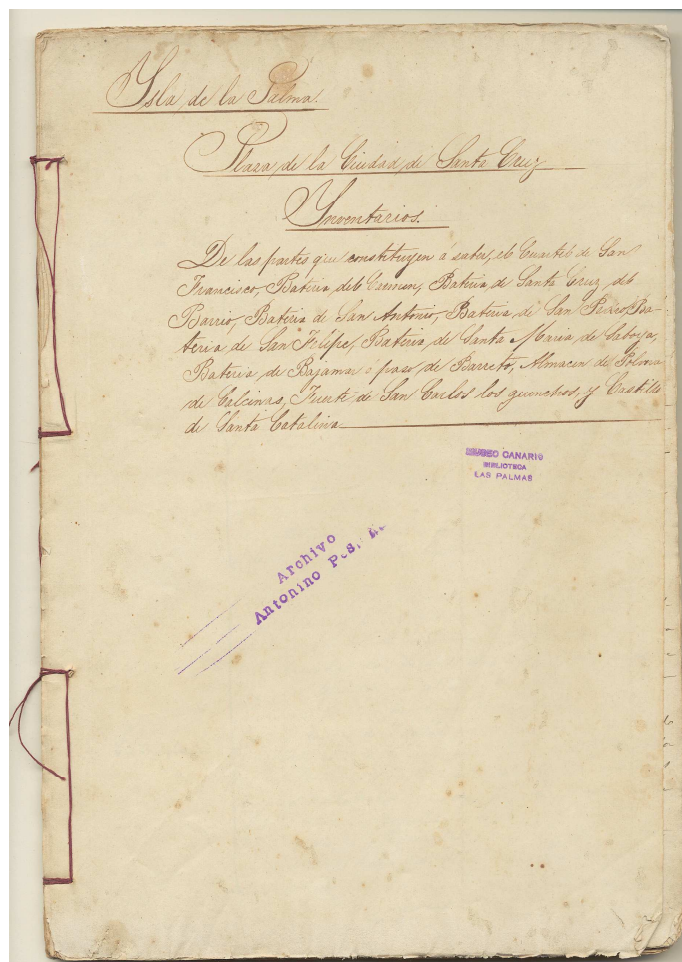 Ysla de la Palma.
Plaza de la Ciudad de Santa Cruz
Ynventarios.
De las partes que constituyen á saber, el Cuartel de San
Francisco, Bateria del Carmen, Bateria de Santa Cruz del
Barrio, Bateria de San Antonio, Bateria de San Pedro, Ba-
teria de San Felipe, Bateria de Santa Maria de Saboya,
Bateria de Bajamar ó paso de Barreto, Almacen de Polvora
de Calcinas, Fuerte de San Carlos los guinchos, y Castillo
de Santa Catalina
MUSEO CANARIO
BIBLIOTECA
LAS PALMAS
Archivo
Antonino